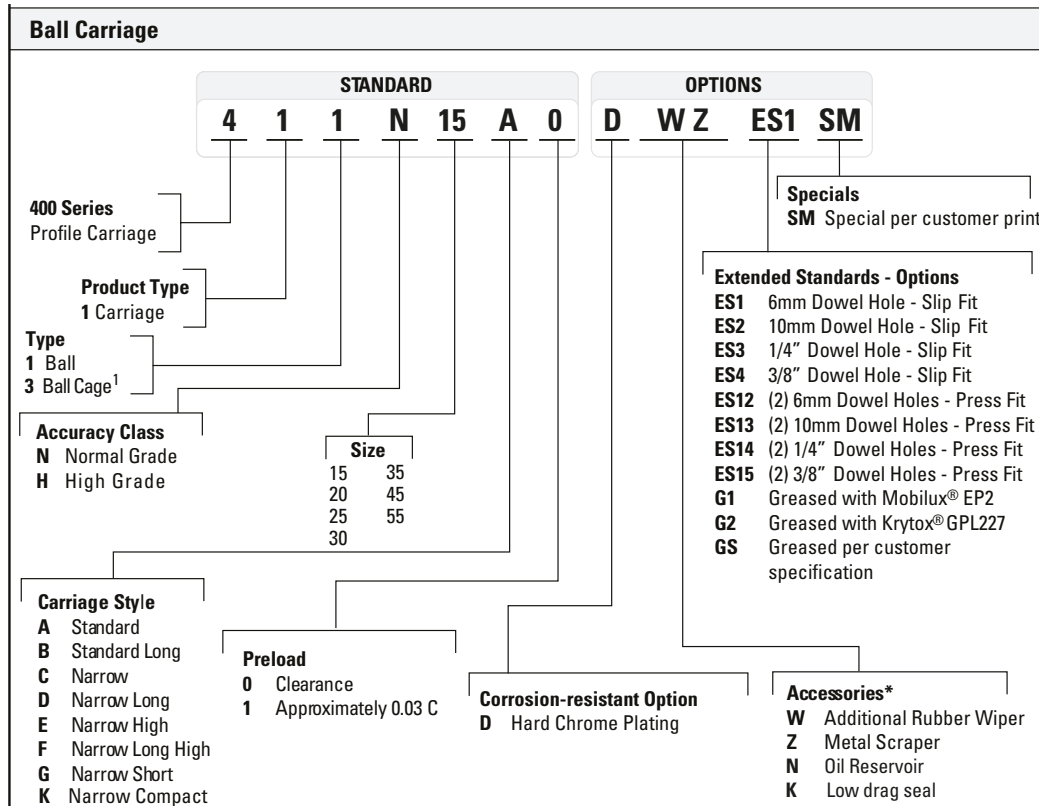 Ball Carriage
STANDARD
OPTIONS
4 1 1 N 15 A 0 D W Z ES1 SM
400 Series
Profile Carriage
Product Type
1 Carriage
Type
1 Ball
3 Ball Cage1
Accuracy Class
N Normal Grade
H High Grade
Size
15 35
20 45
25 55
30
Specials
SM Special per customer print
Extended Standards - Options
ES1 6mm Dowel Hole - Slip Fit
ES2 10mm Dowel Hole - Slip Fit
ES3 1/4” Dowel Hole - Slip Fit
ES4 3/8” Dowel Hole - Slip Fit
ES12 (2) 6mm Dowel Holes - Press Fit
ES13 (2) 10mm Dowel Holes - Press Fit
ES14 (2) 1/4” Dowel Holes - Press Fit
ES15 (2) 3/8” Dowel Holes - Press Fit
G1 Greased with Mobilux® EP2
G2 Greased with Krytox® GPL227
GS Greased per customer
specification
Carriage Style
A Standard
B Standard Long
C Narrow
D Narrow Long
E Narrow High
F Narrow Long High
G Narrow Short
K Narrow Compact
Preload
0 Clearance
1 Approximately 0.03 C
Corrosion-resistant Option
D Hard Chrome Plating
Accessories*
W Additional Rubber Wiper
Z Metal Scraper
N Oil Reservoir
K Low drag seal